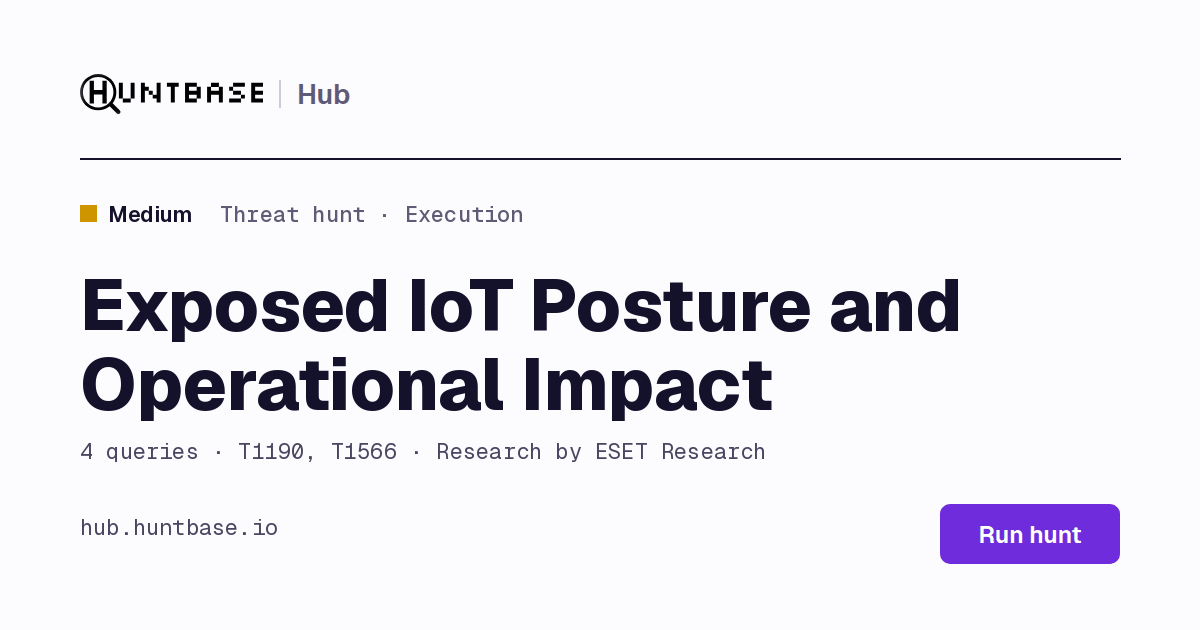 HUNTBASE | Hub
Medium Threat hunt · Execution
Exposed IoT Posture and
Operational Impact
4 queries · T1190, T1566 · Research by ESET Research
hub.huntbase.io
Run hunt